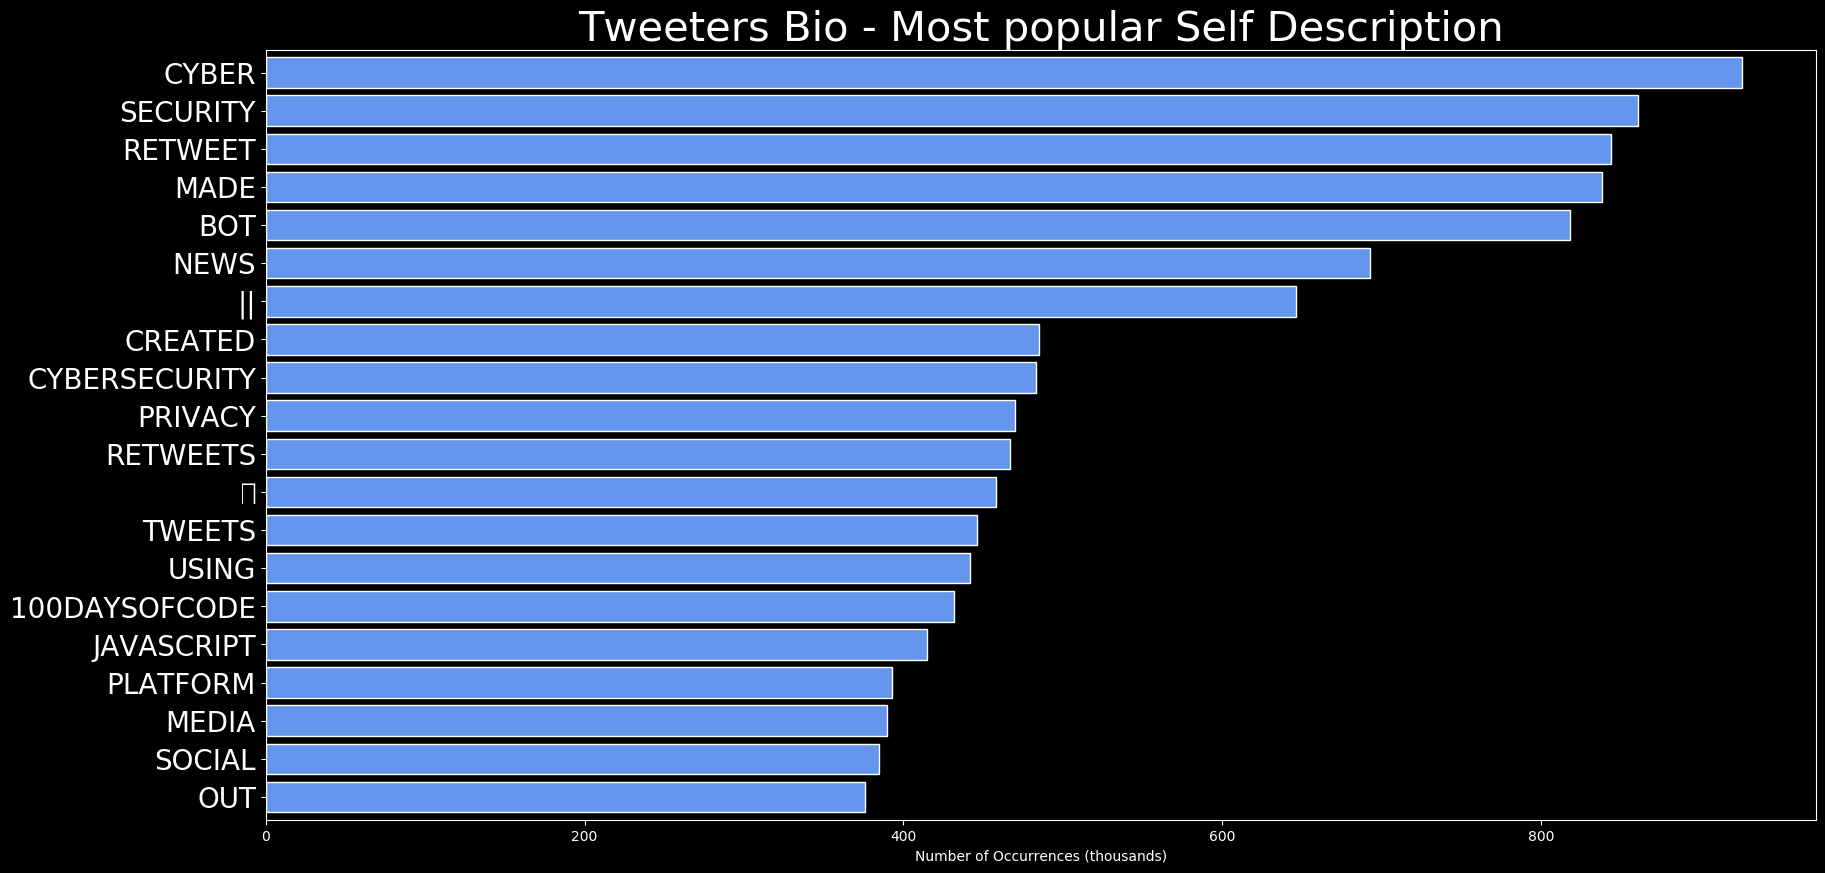 Tweeters Bio - Most popular Self Description
CYBER
SECURITY
RETWEET
MADE
BOT
NEWS
||
CREATED
CYBERSECURITY
PRIVACY
RETWEETS
TWEETS
USING
100DAYSOFCODE
JAVASCRIPT
PLATFORM
MEDIA
SOCIAL
OUT
0 200 400 600 800
Number of Occurrences (thousands)